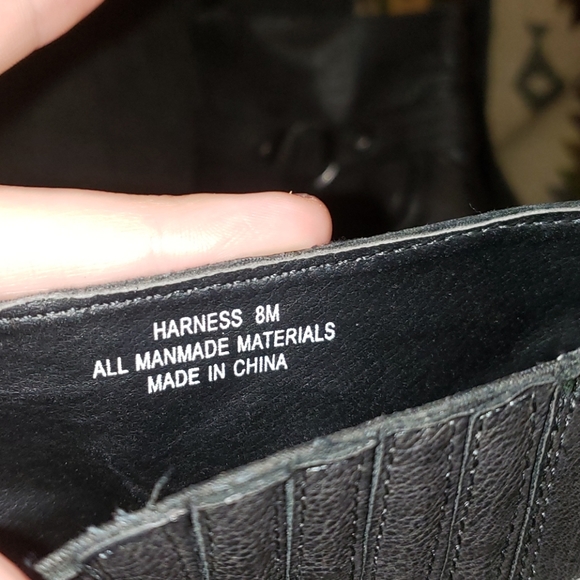 HARNESS 8M
ALL MANMADE MATERIALS
MADE IN CHINA